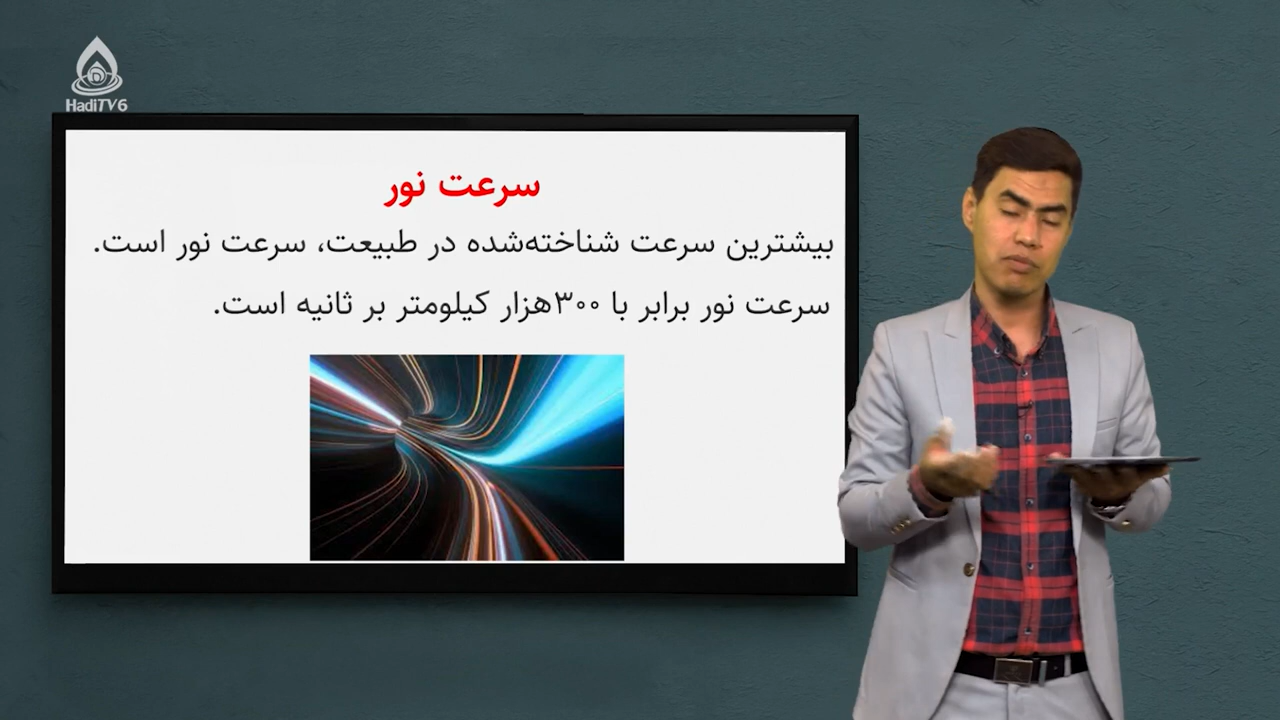 HadiTV6
سرعت نور
بیشترین سرعت شناخته‌شده در طبیعت، سرعت نور است.
سرعت نور برابر با ۳۰۰هزار کیلومتر بر ثانیه است.